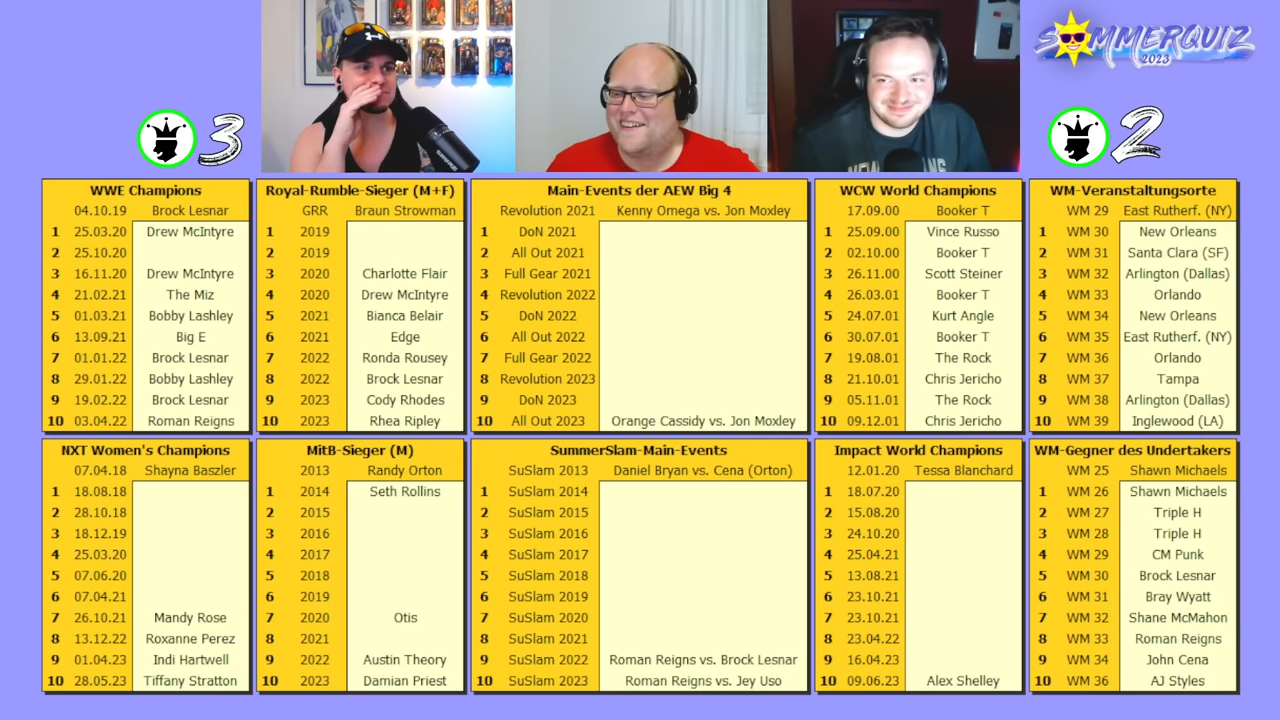 SOMMERQUIZ
2023
3
2
NEW ORLEANS
WWE Champions
04.10.19 Brock Lesnar
1 25.03.20 Drew McIntyre
2 25.10.20
3 16.11.20 Drew McIntyre
4 21.02.21 The Miz
5 01.03.21 Bobby Lashley
6 13.09.21 Big E
7 01.01.22 Brock Lesnar
8 29.01.22 Bobby Lashley
9 19.02.22 Brock Lesnar
10 03.04.22 Roman Reigns
Royal-Rumble-Sieger (M+F)
GRR Braun Strowman
1 2019
2 2019
3 2020 Charlotte Flair
4 2020 Drew McIntyre
5 2021 Bianca Belair
6 2021 Edge
7 2022 Ronda Rousey
8 2022 Brock Lesnar
9 2023 Cody Rhodes
10 2023 Rhea Ripley
Main-Events der AEW Big 4
Revolution 2021 Kenny Omega vs. Jon Moxley
1 DoN 2021
2 All Out 2021
3 Full Gear 2021
4 Revolution 2022
5 DoN 2022
6 All Out 2022
7 Full Gear 2022
8 Revolution 2023
9 DoN 2023
10 All Out 2023 Orange Cassidy vs. Jon Moxley
WCW World Champions
17.09.00 Booker T
1 25.09.00 Vince Russo
2 02.10.00 Booker T
3 26.11.00 Scott Steiner
4 26.03.01 Booker T
5 24.07.01 Kurt Angle
6 30.07.01 Booker T
7 19.08.01 The Rock
8 21.10.01 Chris Jericho
9 05.11.01 The Rock
10 09.12.01 Chris Jericho
WM-Veranstaltungsorte
WM 29 East Rutherf. (NY)
1 WM 30 New Orleans
2 WM 31 Santa Clara (SF)
3 WM 32 Arlington (Dallas)
4 WM 33 Orlando
5 WM 34 New Orleans
6 WM 35 East Rutherf. (NY)
7 WM 36 Orlando
8 WM 37 Tampa
9 WM 38 Arlington (Dallas)
10 WM 39 Inglewood (LA)
NXT Women's Champions
07.04.18 Shayna Baszler
1 18.08.18
2 28.10.18
3 18.12.19
4 25.03.20
5 07.06.20
6 07.04.21
7 26.10.21 Mandy Rose
8 13.12.22 Roxanne Perez
9 01.04.23 Indi Hartwell
10 28.05.23 Tiffany Stratton
MitB-Sieger (M)
2013 Randy Orton
1 2014 Seth Rollins
2 2015
3 2016
4 2017
5 2018
6 2019
7 2020 Otis
8 2021
9 2022 Austin Theory
10 2023 Damian Priest
SummerSlam-Main-Events
SuSlam 2013 Daniel Bryan vs. Cena (Orton)
1 SuSlam 2014
2 SuSlam 2015
3 SuSlam 2016
4 SuSlam 2017
5 SuSlam 2018
6 SuSlam 2019
7 SuSlam 2020
8 SuSlam 2021
9 SuSlam 2022 Roman Reigns vs. Brock Lesnar
10 SuSlam 2023 Roman Reigns vs. Jey Uso
Impact World Champions
12.01.20 Tessa Blanchard
1 18.07.20
2 15.08.20
3 24.10.20
4 25.04.21
5 13.08.21
6 23.10.21
7 23.10.21
8 23.04.22
9 16.04.23
10 09.06.23 Alex Shelley
WM-Gegner des Undertakers
WM 25 Shawn Michaels
1 WM 26 Shawn Michaels
2 WM 27 Triple H
3 WM 28 Triple H
4 WM 29 CM Punk
5 WM 30 Brock Lesnar
6 WM 31 Bray Wyatt
7 WM 32 Shane McMahon
8 WM 33 Roman Reigns
9 WM 34 John Cena
10 WM 36 AJ Styles